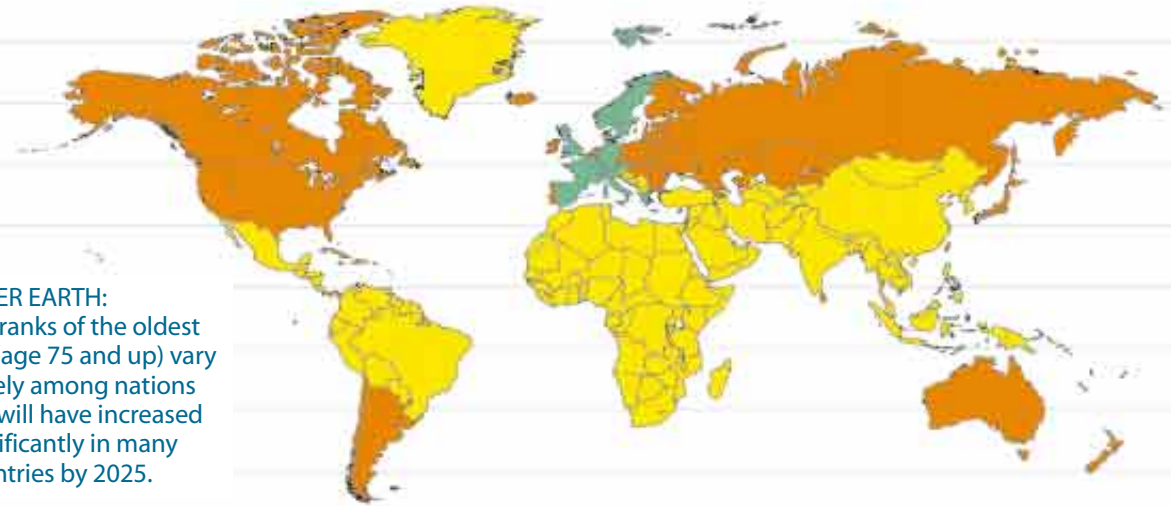 ER EARTH:
ranks of the oldest
age 75 and up) vary
ely among nations
will have increased
ificantly in many
ntries by 2025.